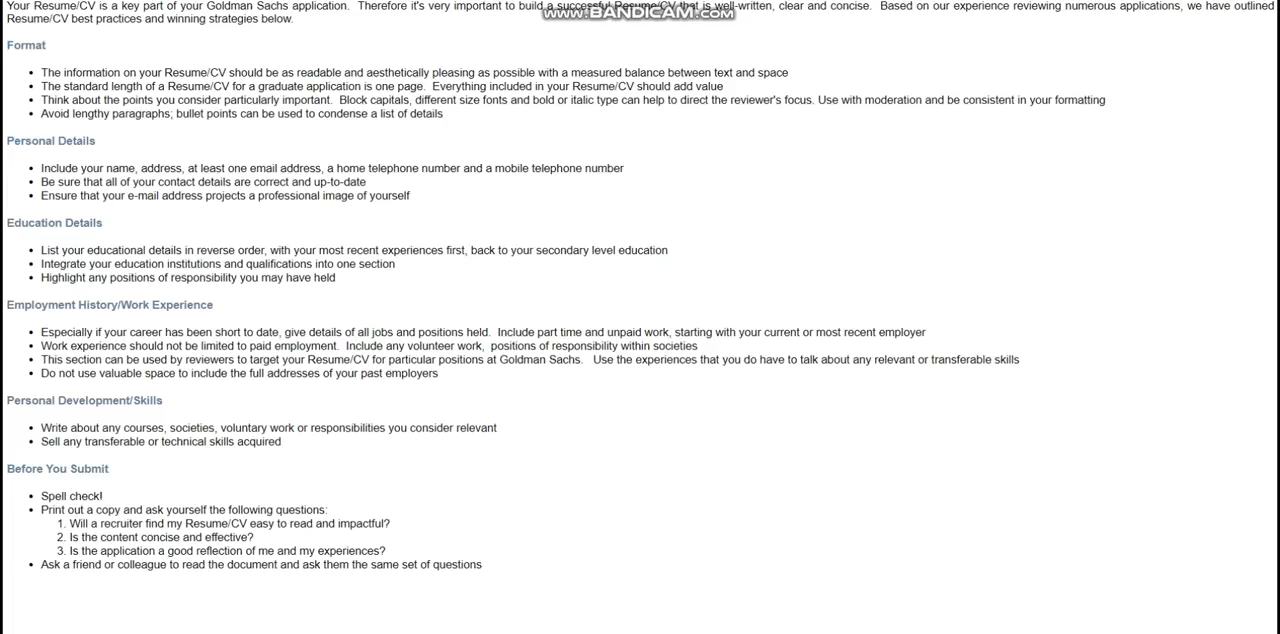 Your Resume/CV is a key part of your Goldman Sachs application. Therefore it's very important to build a successful Resume/CV that is well-written, clear and concise. Based on our experience reviewing numerous applications, we have outlined
www.BANDICAM.com
Resume/CV best practices and winning strategies below.
Format
• The information on your Resume/CV should be as readable and aesthetically pleasing as possible with a measured balance between text and space
• The standard length of a Resume/CV for a graduate application is one page. Everything included in your Resume/CV should add value
• Think about the points you consider particularly important. Block capitals, different size fonts and bold or italic type can help to direct the reviewer's focus. Use with moderation and be consistent in your formatting
• Avoid lengthy paragraphs; bullet points can be used to condense a list of details
Personal Details
• Include your name, address, at least one email address, a home telephone number and a mobile telephone number
• Be sure that all of your contact details are correct and up-to-date
• Ensure that your e-mail address projects a professional image of yourself
Education Details
• List your educational details in reverse order, with your most recent experiences first, back to your secondary level education
• Integrate your education institutions and qualifications into one section
• Highlight any positions of responsibility you may have held
Employment History/Work Experience
• Especially if your career has been short to date, give details of all jobs and positions held. Include part time and unpaid work, starting with your current or most recent employer
• Work experience should not be limited to paid employment. Include any volunteer work, positions of responsibility within societies
• This section can be used by reviewers to target your Resume/CV for particular positions at Goldman Sachs. Use the experiences that you do have to talk about any relevant or transferable skills
• Do not use valuable space to include the full addresses of your past employers
Personal Development/Skills
• Write about any courses, societies, voluntary work or responsibilities you consider relevant
• Sell any transferable or technical skills acquired
Before You Submit
• Spell check!
• Print out a copy and ask yourself the following questions:
1. Will a recruiter find my Resume/CV easy to read and impactful?
2. Is the content concise and effective?
3. Is the application a good reflection of me and my experiences?
• Ask a friend or colleague to read the document and ask them the same set of questions